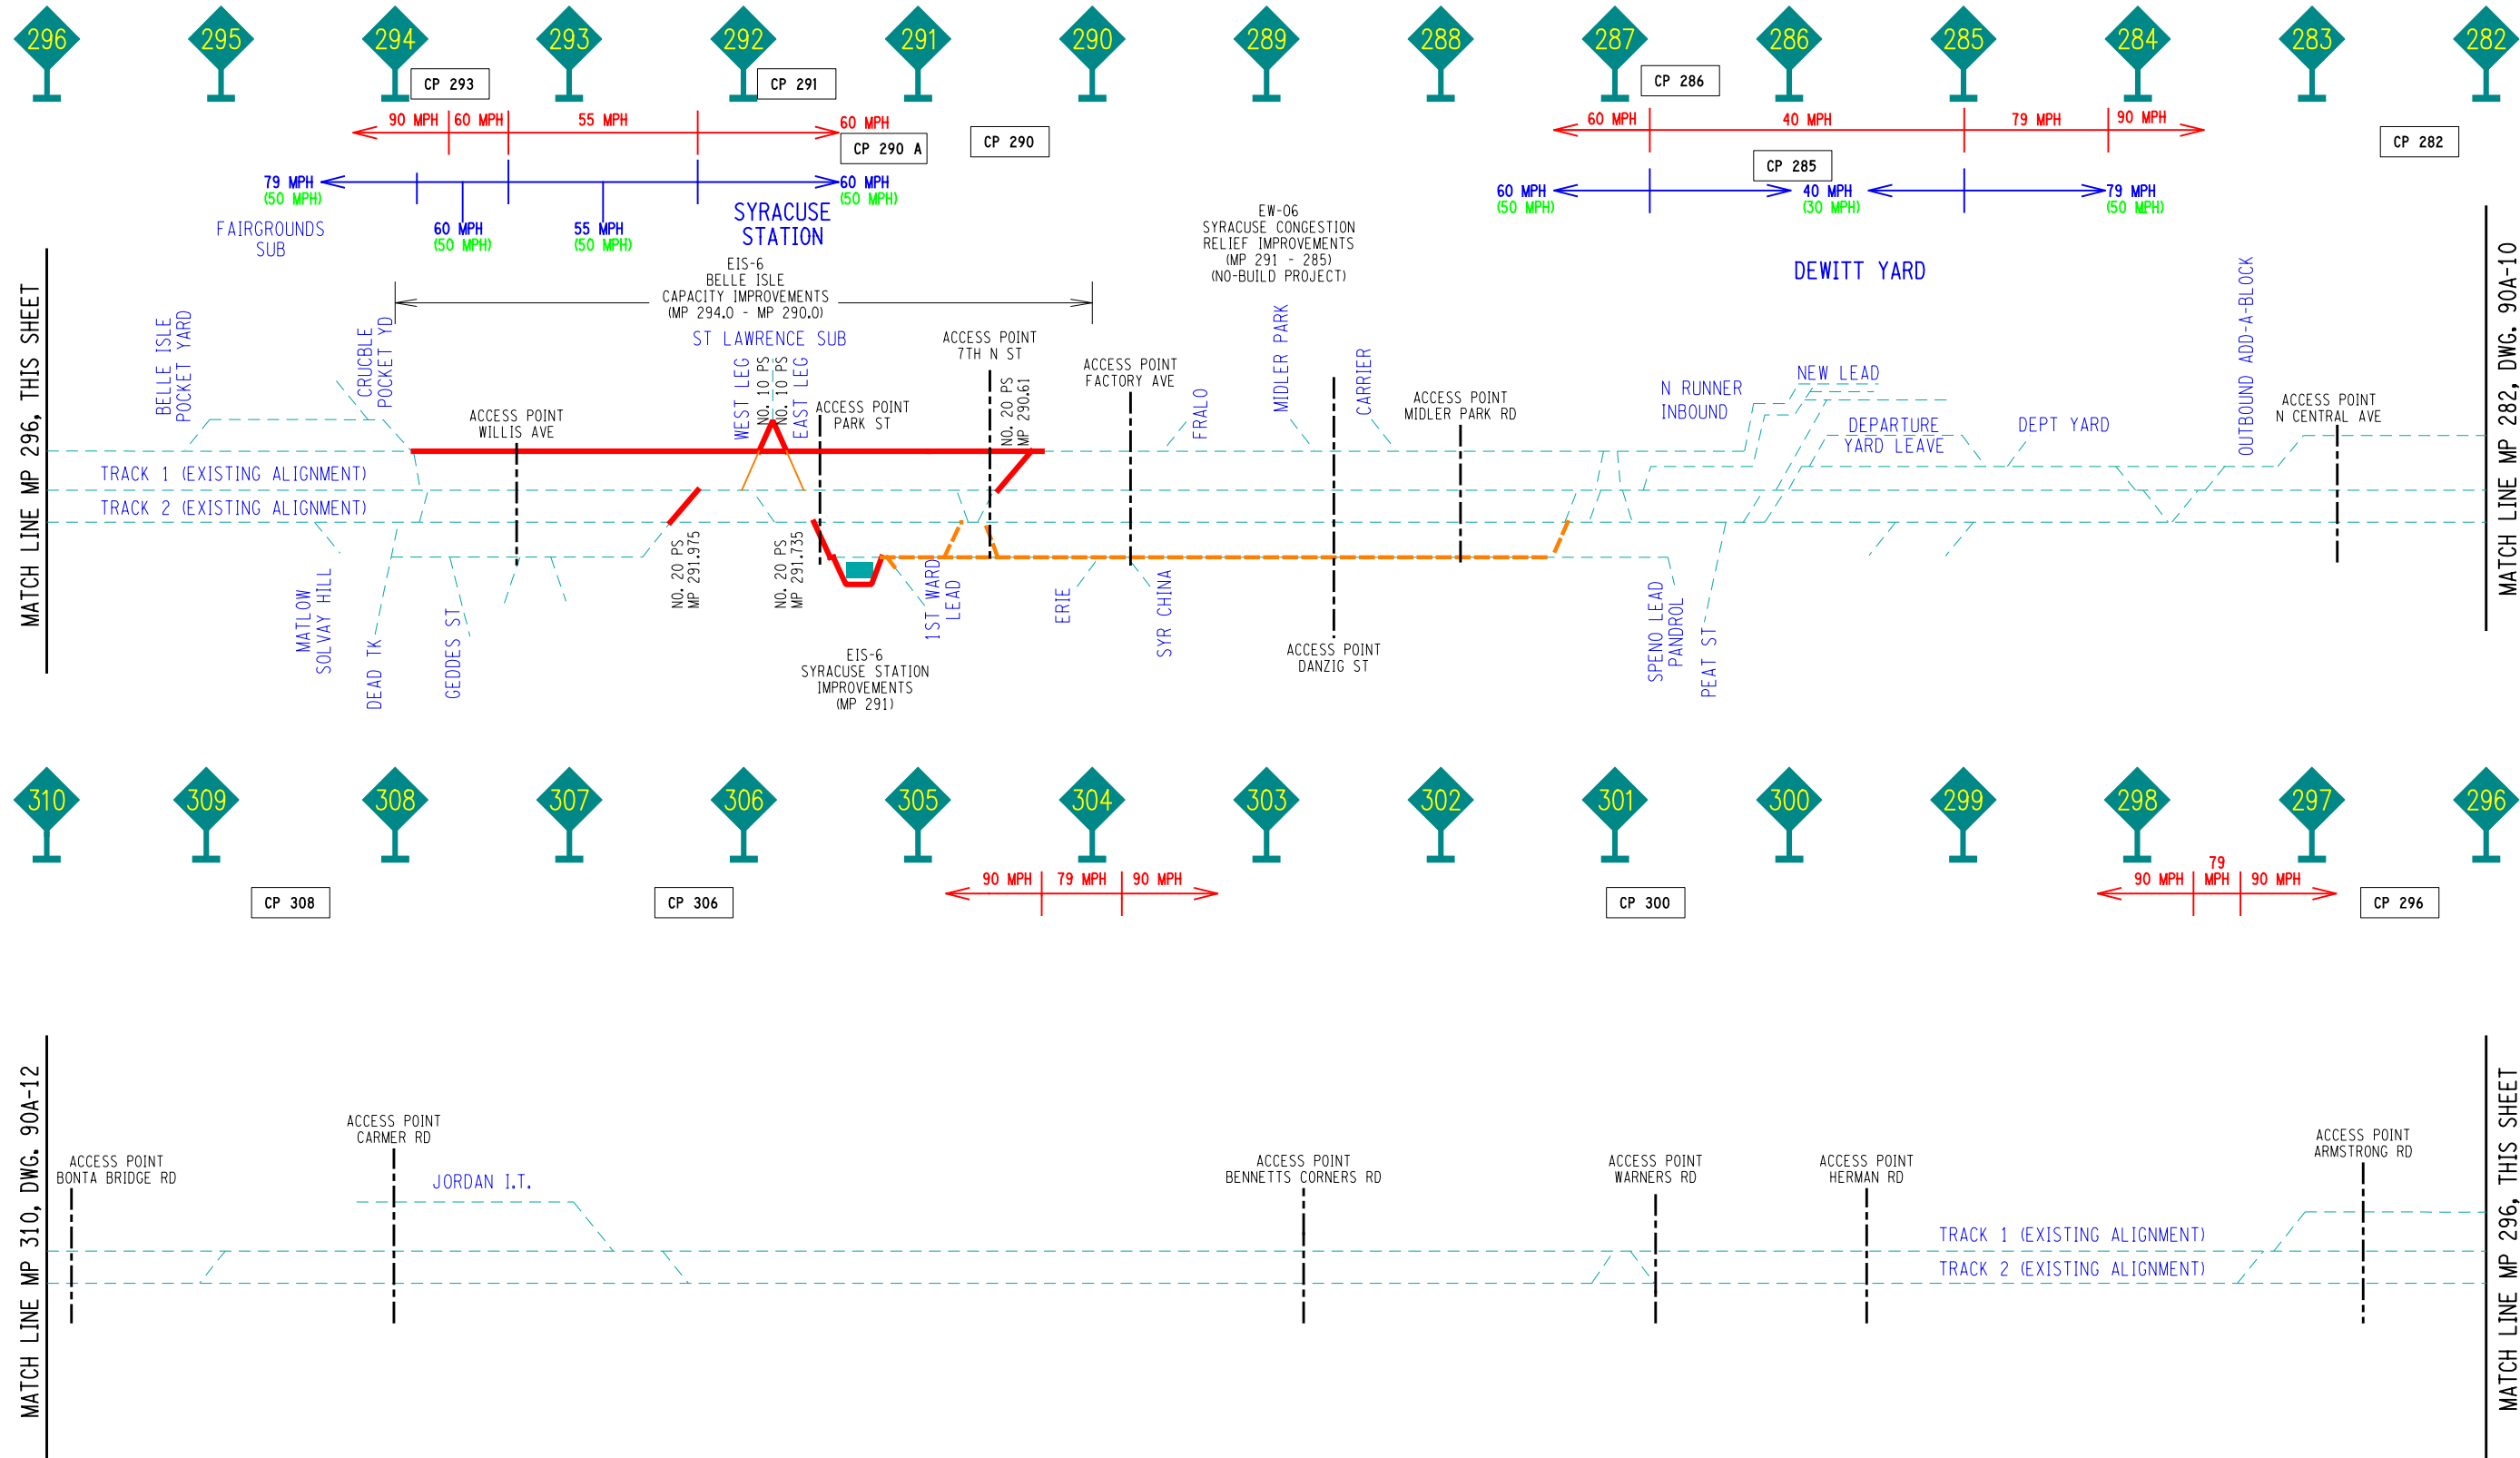 296 295 294 293 292 291 290 289 288 287 286 285 284 283 282
CP 293
CP 291
CP 286
90 MPH 60 MPH 55 MPH 60 MPH
60 MPH 40 MPH 79 MPH 90 MPH
CP 290 A
CP 290
CP 285
CP 282
79 MPH
(50 MPH)
60 MPH
(50 MPH)
60 MPH
(50 MPH)
55 MPH
(50 MPH)
60 MPH
(50 MPH)
40 MPH
(30 MPH)
79 MPH
(50 MPH)
FAIRGROUNDS
SUB
SYRACUSE
STATION
EW-06
SYRACUSE CONGESTION
RELIEF IMPROVEMENTS
(MP 291 - 285)
(NO-BUILD PROJECT)
DEWITT YARD
EIS-6
BELLE ISLE
CAPACITY IMPROVEMENTS
(MP 294.0 - MP 290.0)
ST LAWRENCE SUB
MATCH LINE MP 296, THIS SHEET
BELLE ISLE
POCKET YARD
CRUCBLE
POCKET YD
ACCESS POINT
WILLIS AVE
WEST LEG
NO. 10 PS
NO. 10 PS
EAST LEG
ACCESS POINT
PARK ST
ACCESS POINT
7TH N ST
NO. 20 PS
MP 290.61
ACCESS POINT
FACTORY AVE
FRALO
MIDLER PARK
CARRIER
ACCESS POINT
MIDLER PARK RD
N RUNNER
INBOUND
NEW LEAD
DEPARTURE
YARD LEAVE
DEPT YARD
OUTBOUND ADD-A-BLOCK
ACCESS POINT
N CENTRAL AVE
MATCH LINE MP 282, DWG. 90A-10
TRACK 1 (EXISTING ALIGNMENT)
TRACK 2 (EXISTING ALIGNMENT)
MATLOW
SOLVAY HILL
DEAD TK
GEDDES ST
NO. 20 PS
MP 291.975
NO. 20 PS
MP 291.735
1ST WARD
LEAD
ERIE
SYR CHINA
EIS-6
SYRACUSE STATION
IMPROVEMENTS
(MP 291)
ACCESS POINT
DANZIG ST
SPENO LEAD
PANDROL
PEAT ST
310 309 308 307 306 305 304 303 302 301 300 299 298 297 296
CP 308
CP 306
90 MPH 79 MPH 90 MPH
CP 300
90 MPH 79 MPH 90 MPH
CP 296
MATCH LINE MP 310, DWG. 90A-12
ACCESS POINT
BONTA BRIDGE RD
ACCESS POINT
CARMER RD
JORDAN I.T.
ACCESS POINT
BENNETTS CORNERS RD
ACCESS POINT
WARNERS RD
ACCESS POINT
HERMAN RD
ACCESS POINT
ARMSTRONG RD
TRACK 1 (EXISTING ALIGNMENT)
TRACK 2 (EXISTING ALIGNMENT)
MATCH LINE MP 296, THIS SHEET